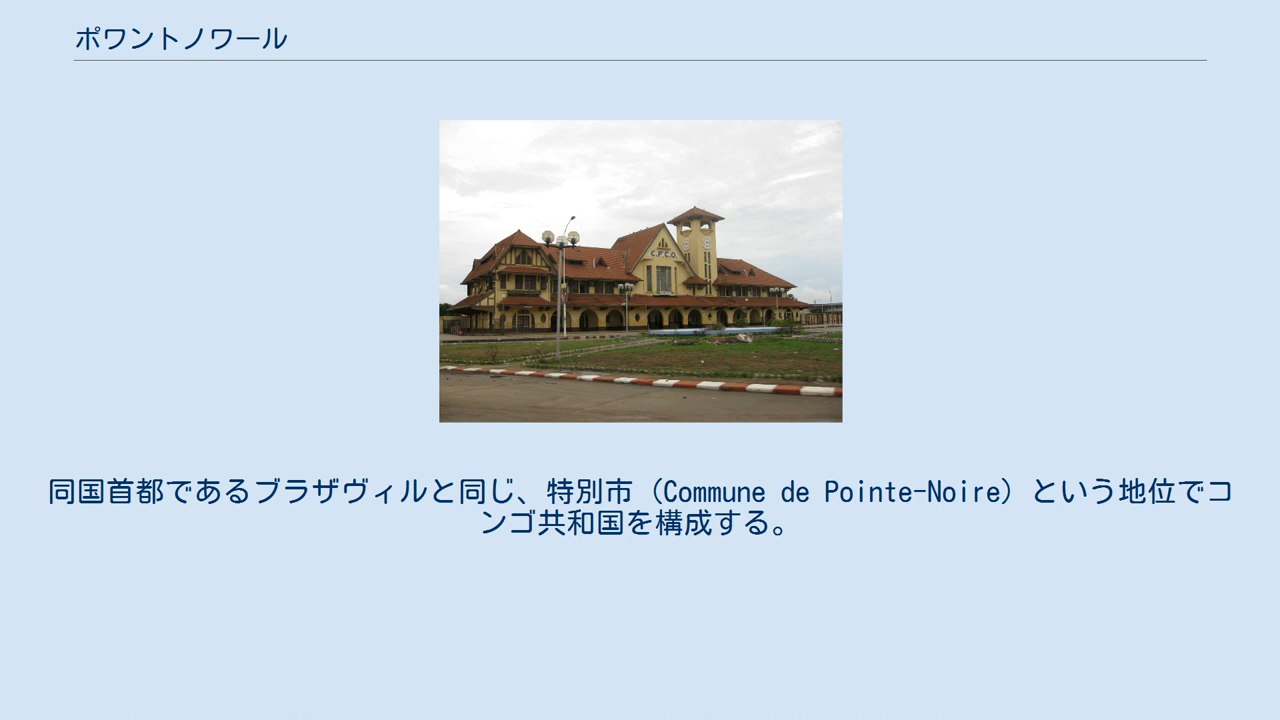 ポワントノワール
C.F.C.O.
同国首都であるブラザヴィルと同じ、特別市（Commune de Pointe-Noire）という地位でコ
ンゴ共和国を構成する。